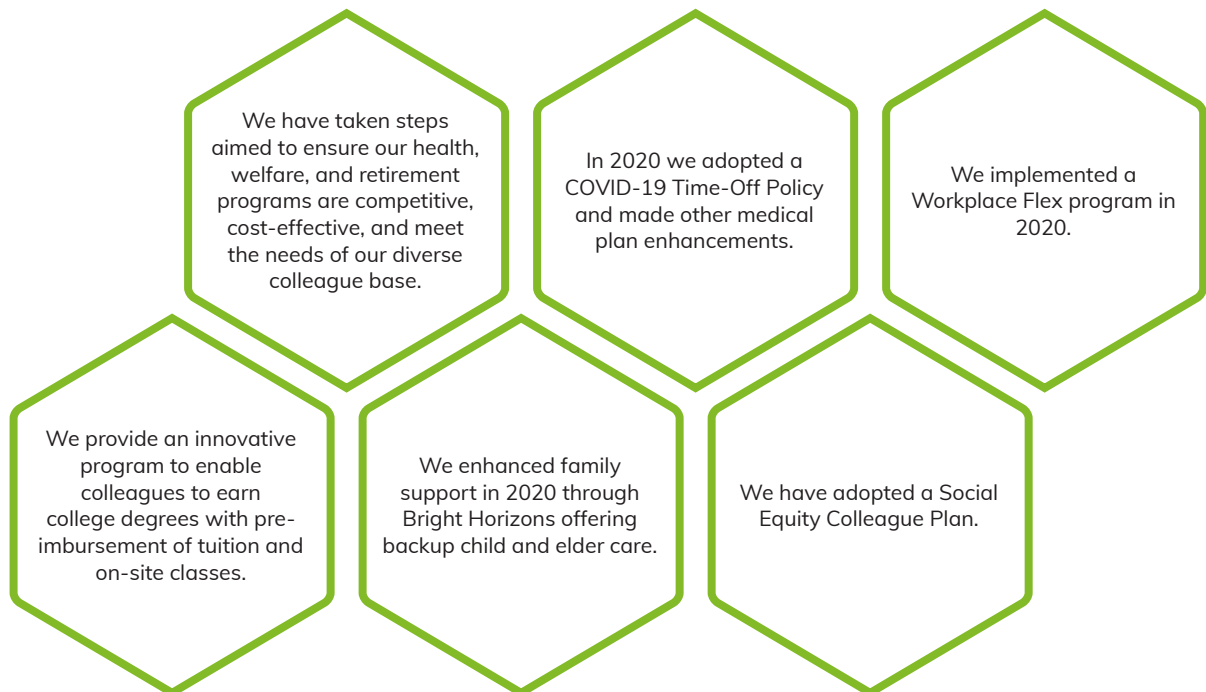 We have taken steps
aimed to ensure our health,
welfare, and retirement
programs are competitive,
cost-effective, and meet
the needs of our diverse
colleague base.
In 2020 we adopted a
COVID-19 Time-Off Policy
and made other medical
plan enhancements.
We implemented a
Workplace Flex program in
2020.
We provide an innovative
program to enable
colleagues to earn
college degrees with pre-
imbursement of tuition and
on-site classes.
We enhanced family
support in 2020 through
Bright Horizons offering
backup child and elder care.
We have adopted a Social
Equity Colleague Plan.